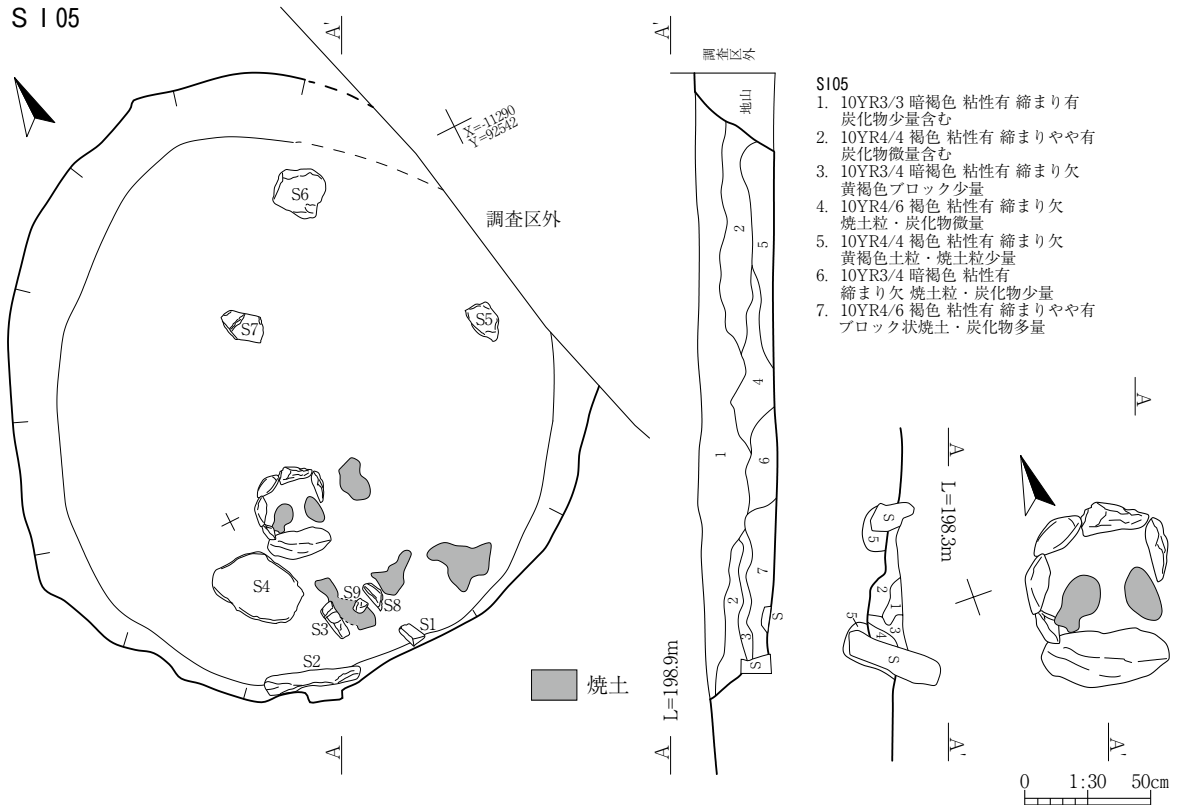 SI05
A'
A'
調査区外
X=-11290
Y=92542
地山
調査区外
S6
S7
S5
S4
S9
S8
S3
S1
S2
焼土
A
A
L=198.9m
1
2
5
4
6
7
2
3
S
S
SI05
1. 10YR3/3 暗褐色 粘性有 締まり有
炭化物少量含む
2. 10YR4/4 褐色 粘性有 締まりやや有
炭化物微量含む
3. 10YR3/4 暗褐色 粘性有 締まり欠
黄褐色ブロック少量
4. 10YR4/6 褐色 粘性有 締まり欠
焼土粒・炭化物微量
5. 10YR4/4 褐色 粘性有 締まり欠
黄褐色土粒・焼土粒少量
6. 10YR3/4 暗褐色 粘性有
締まり欠 焼土粒・炭化物少量
7. 10YR4/6 褐色 粘性有 締まりやや有
ブロック状焼土・炭化物多量
A
A
L=198.3m
S
5
2
1
3
4
5
S
A'
A'
0 1:30 50cm